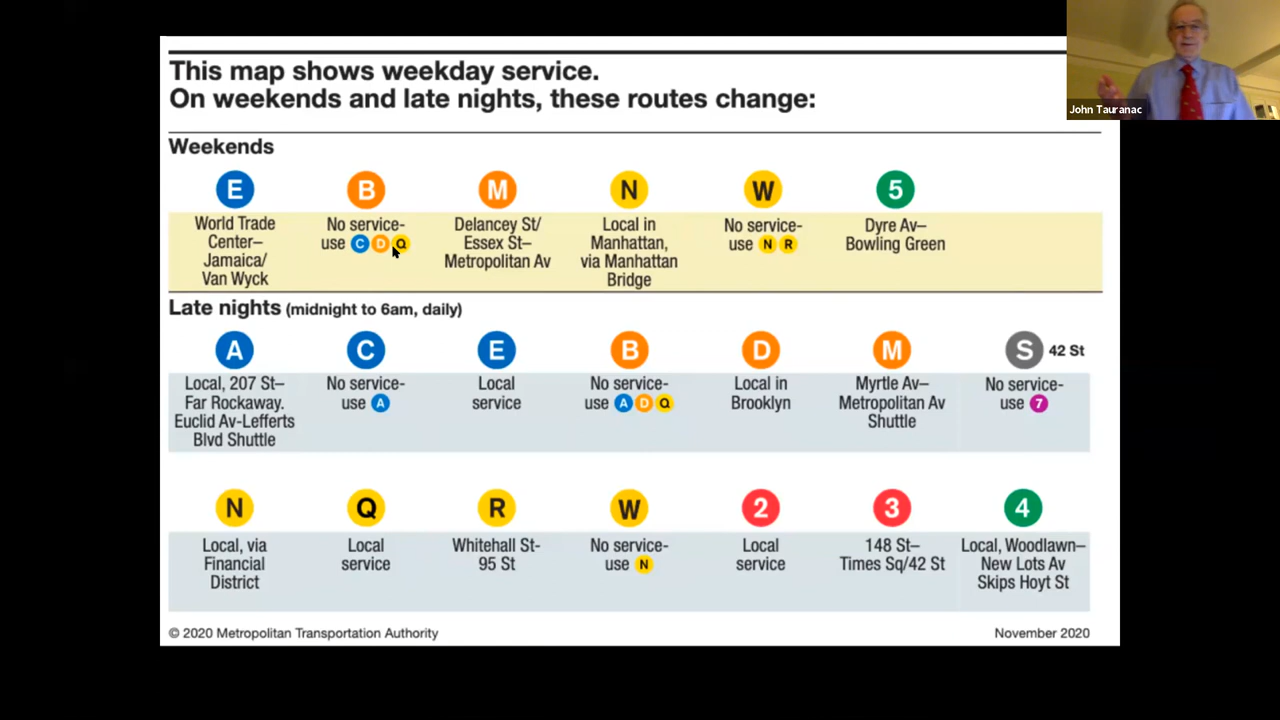 This map shows weekday service.
On weekends and late nights, these routes change:
John Tauranac
Weekends
E
World Trade
Center–
Jamaica/
Van Wyck
B
No service-
use C D Q
M
Delancey St/
Essex St–
Metropolitan Av
N
Local in
Manhattan,
via Manhattan
Bridge
W
No service-
use N R
5
Dyre Av–
Bowling Green
Late nights (midnight to 6am, daily)
A
Local, 207 St–
Far Rockaway.
Euclid Av-Lefferts
Blvd Shuttle
C
No service-
use A
E
Local
service
B
No service-
use A D Q
D
Local in
Brooklyn
M
Myrtle Av–
Metropolitan Av
Shuttle
S 42 St
No service-
use 7
N
Local, via
Financial
District
Q
Local
service
R
Whitehall St-
95 St
W
No service-
use N
2
Local
service
3
148 St–
Times Sq/42 St
4
Local, Woodlawn–
New Lots Av
Skips Hoyt St
© 2020 Metropolitan Transportation Authority
November 2020